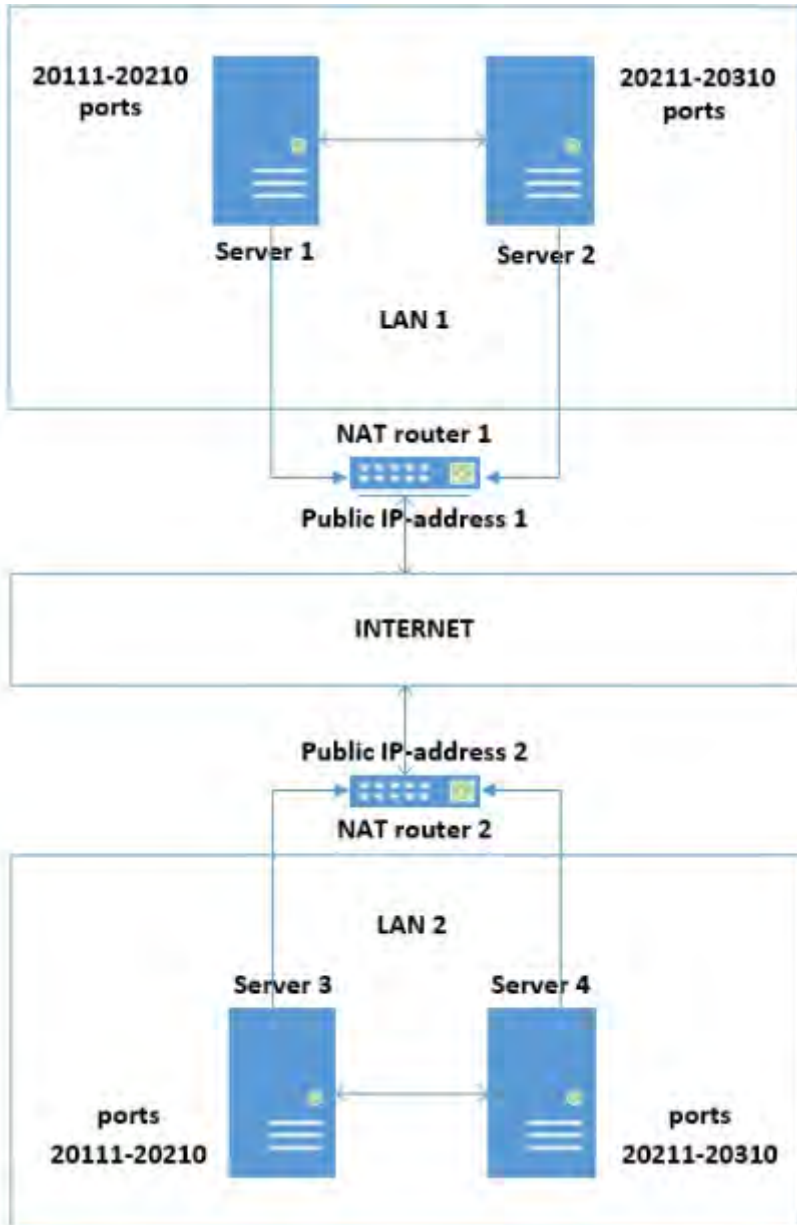 20111-20210
ports
20211-20310
ports
Server 1
Server 2
LAN 1
NAT router 1
Public IP-address 1
INTERNET
Public IP-address 2
NAT router 2
LAN 2
Server 3
Server 4
ports
20111-20210
ports
20211-20310